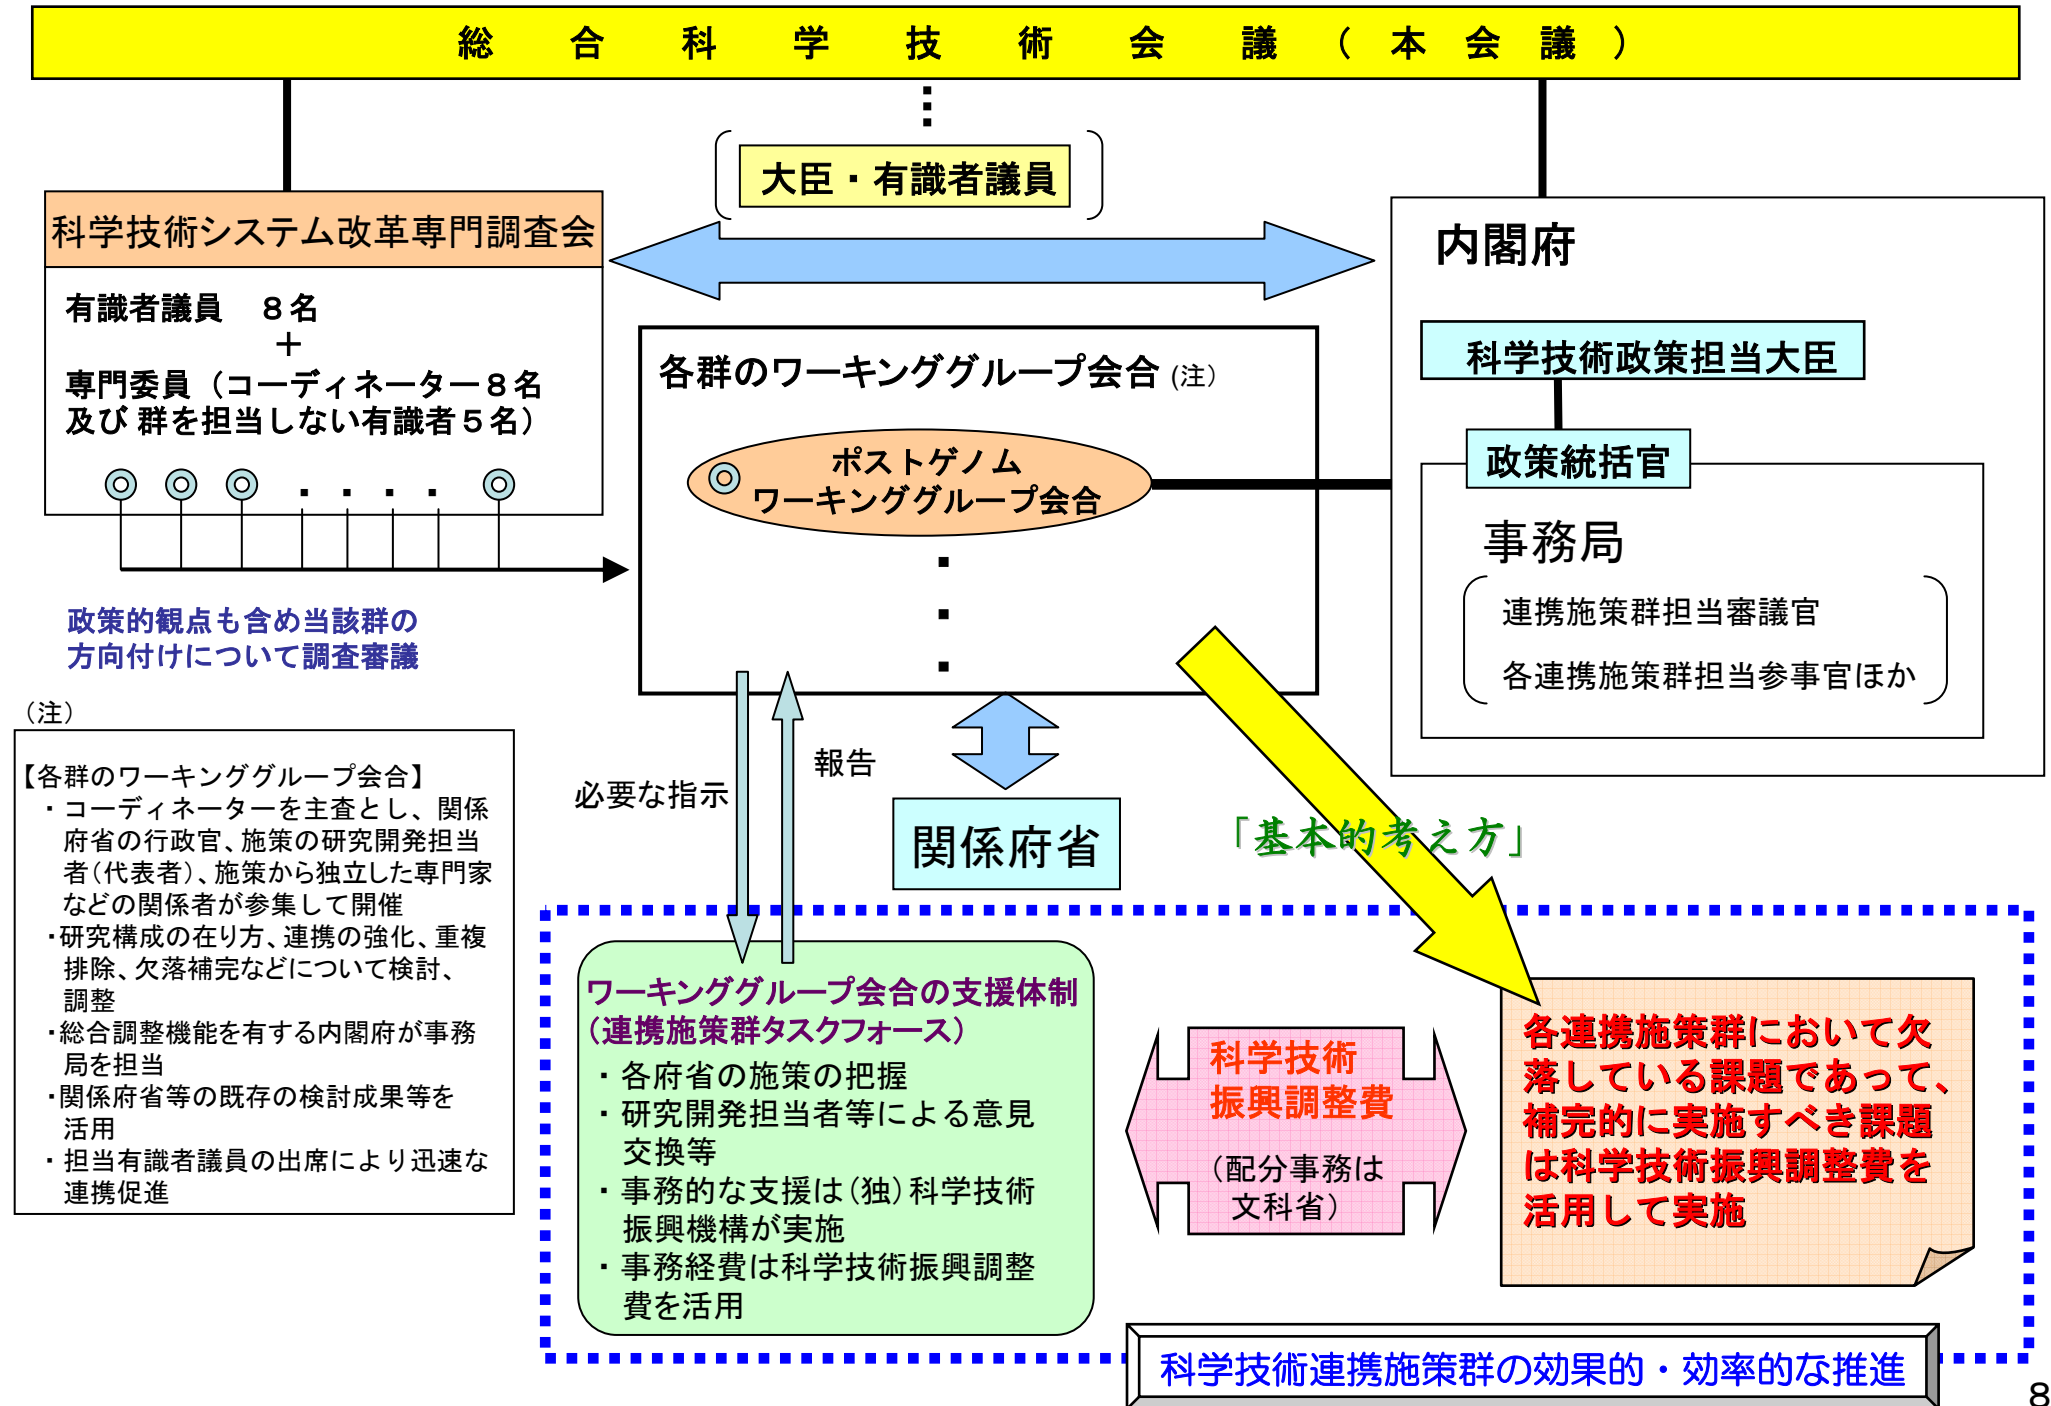 総合科学技術会議（本会議）
大臣・有識者議員
科学技術システム改革専門調査会
有識者議員　８名
＋
専門委員（コーディネーター８名
及び 群を担当しない有識者５名）
・・・・
政策的観点も含め当該群の
方向付けについて調査審議
各群のワーキンググループ会合 (注）
ポストゲノム
ワーキンググループ会合
・
・
・
内閣府
科学技術政策担当大臣
政策統括官
事務局
連携施策群担当審議官
各連携施策群担当参事官ほか
（注）
【各群のワーキンググループ会合】
・コーディネーターを主査とし、関係
府省の行政官、施策の研究開発担当
者（代表者）、施策から独立した専門家
などの関係者が参集して開催
・研究構成の在り方、連携の強化、重複
排除、欠落補完などについて検討、
調整
・総合調整機能を有する内閣府が事務
局を担当
・関係府省等の既存の検討成果等を
活用
・担当有識者議員の出席により迅速な
連携促進
必要な指示
報告
関係府省
「基本的考え方」
ワーキンググループ会合の支援体制
（連携施策群タスクフォース）
・各府省の施策の把握
・研究開発担当者等による意見
交換等
・事務的な支援は（独）科学技術
振興機構が実施
・事務経費は科学技術振興調整
費を活用
科学技術
振興調整費
（配分事務は
文科省）
各連携施策群において欠
落している課題であって、
補完的に実施すべき課題
は科学技術振興調整費を
活用して実施
科学技術連携施策群の効果的・効率的な推進
8